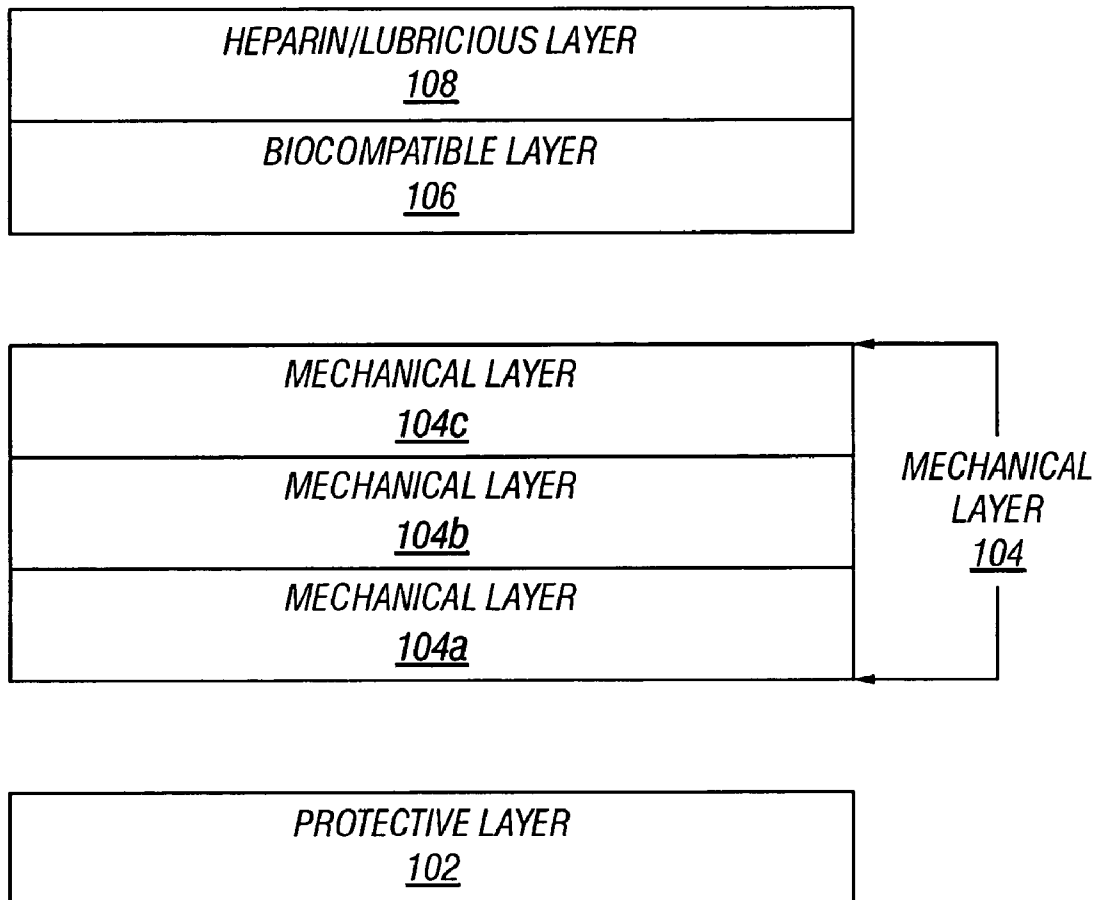 HEPARIN/LUBRICIOUS LAYER
108
BIOCOMPATIBLE LAYER
106
MECHANICAL LAYER
104c
MECHANICAL LAYER
104b
MECHANICAL LAYER
104a
MECHANICAL
LAYER
104
PROTECTIVE LAYER
102